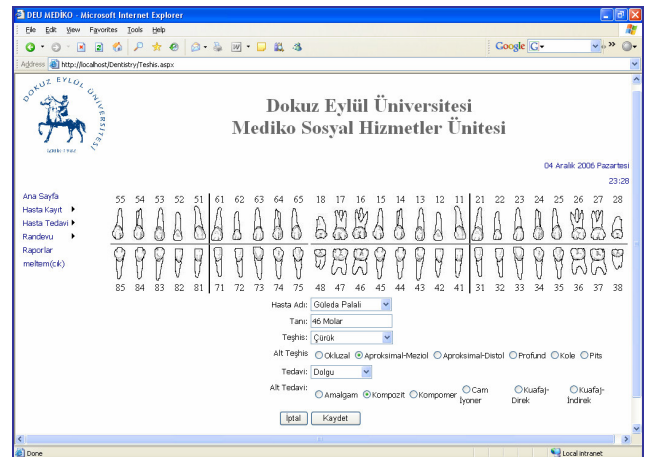 DEU MEDİKO - Microsoft Internet Explorer
File Edit View Favorites Tools Help
Google G
Address http://localhost/Dentistry/Teshis.aspx
DOKUZ EYLÜL ÜNİVERSİTESİ
Dokuz Eylül Üniversitesi
Mediko Sosyal Hizmetler Ünitesi
04 Aralık 2006 Pazartesi
23:28
Ana Sayfa
Hasta Kayıt
Hasta Tedavi
Randevu
Raporlar
meltem(cık)
55 54 53 52 51 61 62 63 64 65 18 17 16 15 14 13 12 11 21 22 23 24 25 26 27 28
85 84 83 82 81 71 72 73 74 75 48 47 46 45 44 43 42 41 31 32 33 34 35 36 37 38
Hasta Adı: Güleda Palali
Tanı: 46 Molar
Teşhis: Çürük
Alt Teşhis Okluzal Aproksimal-Meziol Aproksimal-Distol Profund Kole Pits
Tedavi: Dolgu
Alt Tedavi: Amalgam Kompozit Kompomer Cam İyoner Kuafaj-Direk Kuafaj-İndirek
İptal Kaydet
Done Local intranet